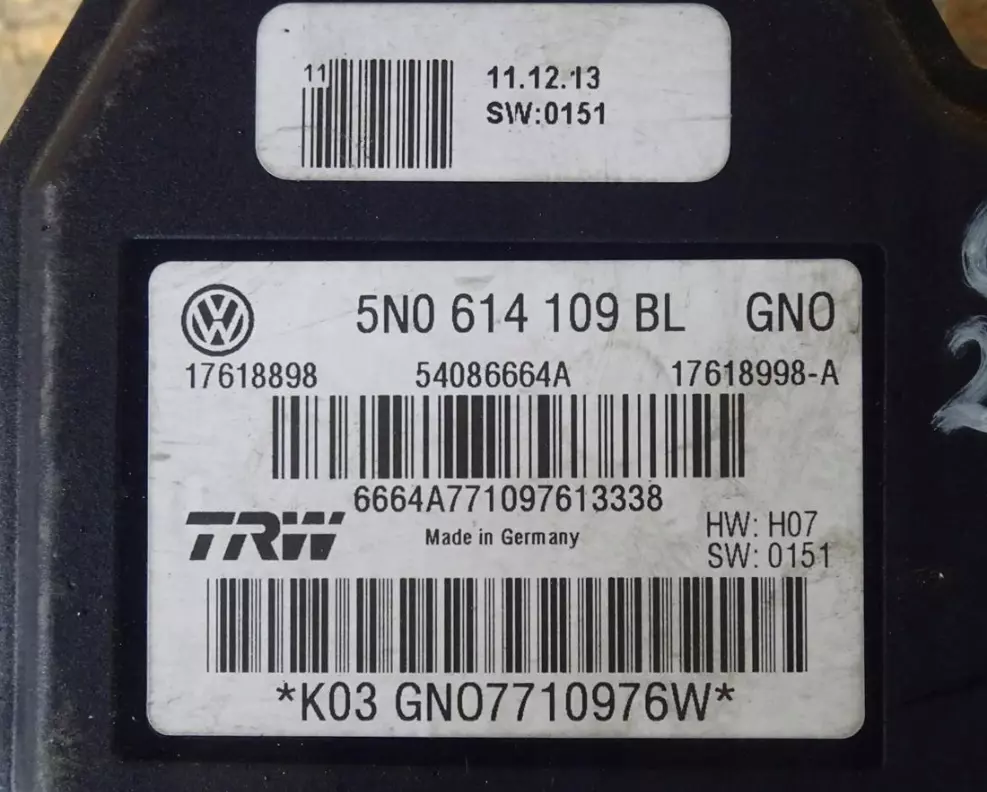 11
11.12.13
SW:0151
5N0 614 109 BL GNO
17618898 54086664A 17618998-A
6664A771097613338
TRW Made in Germany HW: H07
SW: 0151
*K03 GNO7710976W*
2